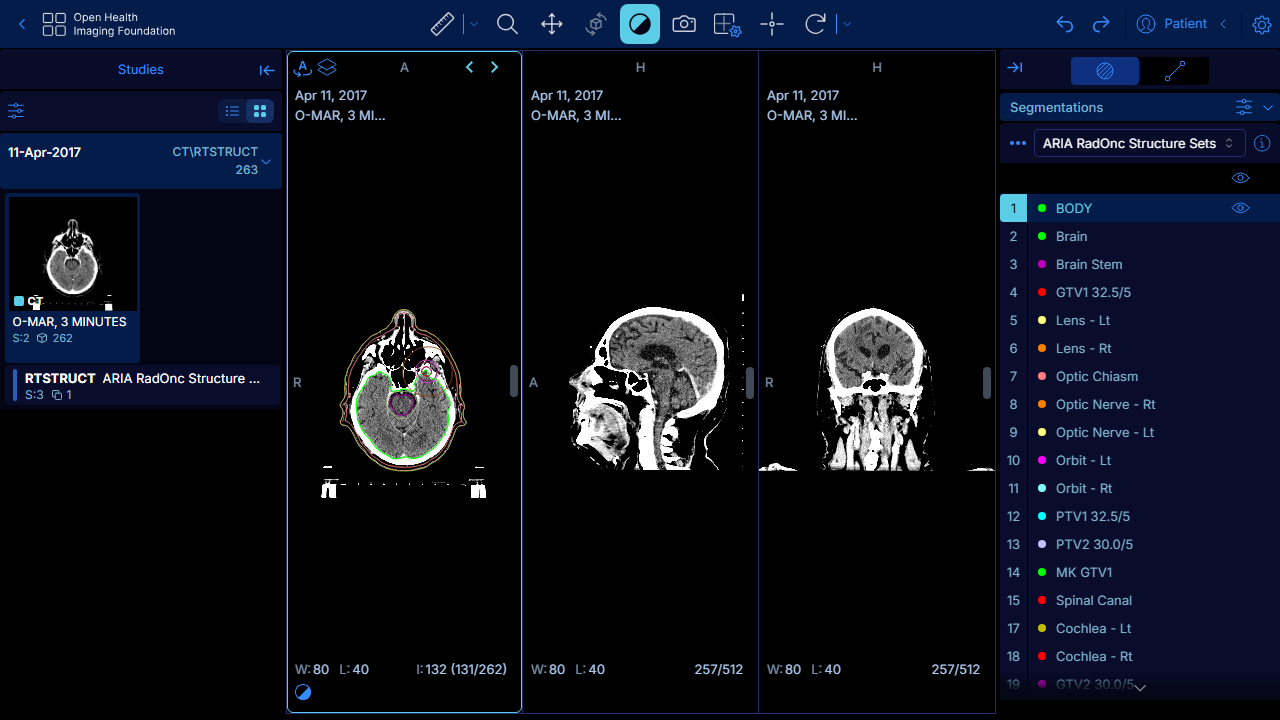 Open Health
Imaging Foundation
Patient
Studies
11-Apr-2017
CT\RTSTRUCT
263
CT
O-MAR, 3 MINUTES
S:2 262
RTSTRUCT ARIA RadOnc Structure ...
S:3 1
A
A
Apr 11, 2017
O-MAR, 3 MI...
R
W: 80 L: 40 I: 132 (131/262)
H
Apr 11, 2017
O-MAR, 3 MI...
A
W: 80 L: 40 257/512
H
Apr 11, 2017
O-MAR, 3 MI...
R
W: 80 L: 40 257/512
Segmentations
ARIA RadOnc Structure Sets
1 BODY
2 Brain
3 Brain Stem
4 GTV1 32.5/5
5 Lens - Lt
6 Lens - Rt
7 Optic Chiasm
8 Optic Nerve - Rt
9 Optic Nerve - Lt
10 Orbit - Lt
11 Orbit - Rt
12 PTV1 32.5/5
13 PTV2 30.0/5
14 MK GTV1
15 Spinal Canal
17 Cochlea - Lt
18 Cochlea - Rt
19 GTV2 30.0/5